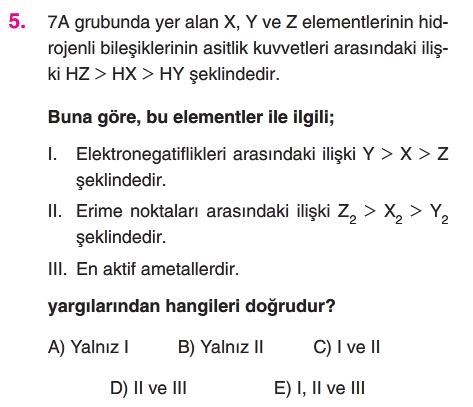 5. 7A grubunda yer alan X, Y ve Z elementlerinin hid-
rojenli bileşiklerinin asitlik kuvvetleri arasındaki iliş-
ki HZ > HX > HY şeklindedir.
Buna göre, bu elementler ile ilgili;
I. Elektronegatiflikleri arasındaki ilişki Y > X > Z
şeklindedir.
II. Erime noktaları arasındaki ilişki Z₂ > X₂ > Y₂
şeklindedir.
III. En aktif ametallerdir.
yargılarından hangileri doğrudur?
A) Yalnız I B) Yalnız II C) I ve II
D) II ve III E) I, II ve III